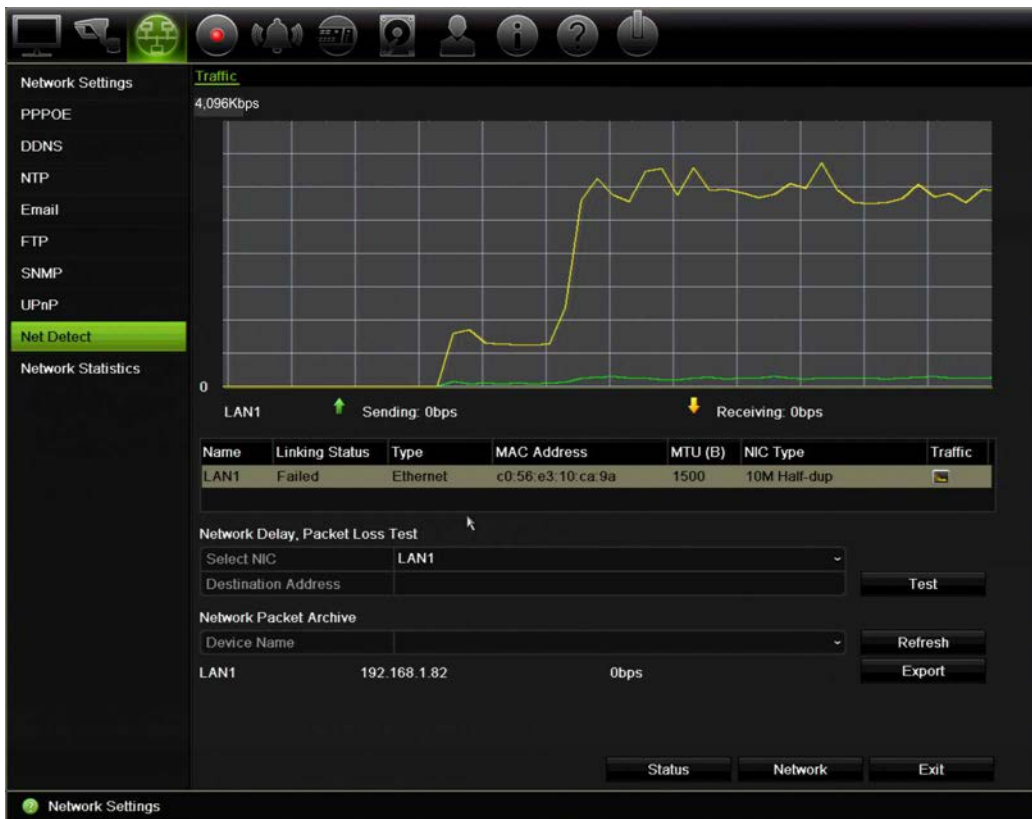 Network Settings
PPPOE
DDNS
NTP
Email
FTP
SNMP
UPnP
Net Detect
Network Statistics
Traffic
4,096Kbps
0
LAN1 Sending: 0bps Receiving: 0bps
Name Linking Status Type MAC Address MTU (B) NIC Type Traffic
LAN1 Failed Ethernet c0:56:e3:10:ca:9a 1500 10M Half-dup
Network Delay, Packet Loss Test
Select NIC LAN1
Destination Address Test
Network Packet Archive
Device Name Refresh
LAN1 192.168.1.82 0bps Export
Status Network Exit
Network Settings